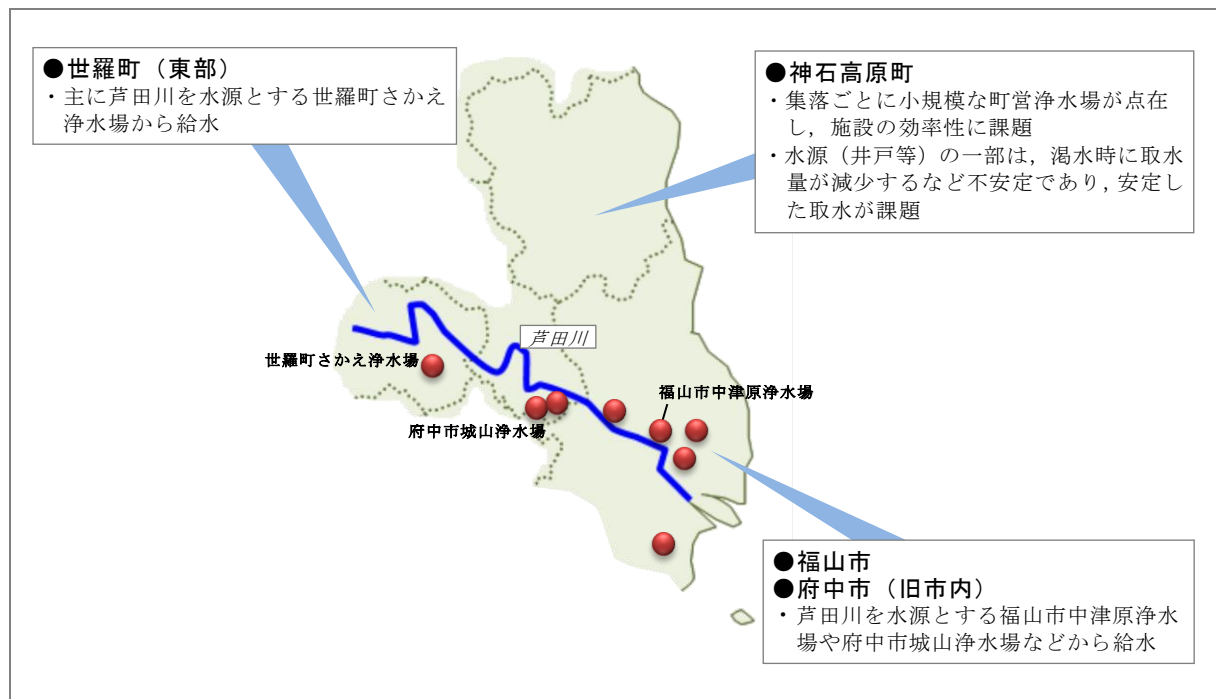 ●世羅町（東部）
・主に芦田川を水源とする世羅町さかえ
浄水場から給水
●神石高原町
・集落ごとに小規模な町営浄水場が点在
し，施設の効率性に課題
・水源（井戸等）の一部は，渇水時に取水
量が減少するなど不安定であり，安定し
た取水が課題
芦田川
世羅町さかえ浄水場
福山市中津原浄水場
府中市城山浄水場
●福山市
●府中市（旧市内）
・芦田川を水源とする福山市中津原浄水
場や府中市城山浄水場などから給水